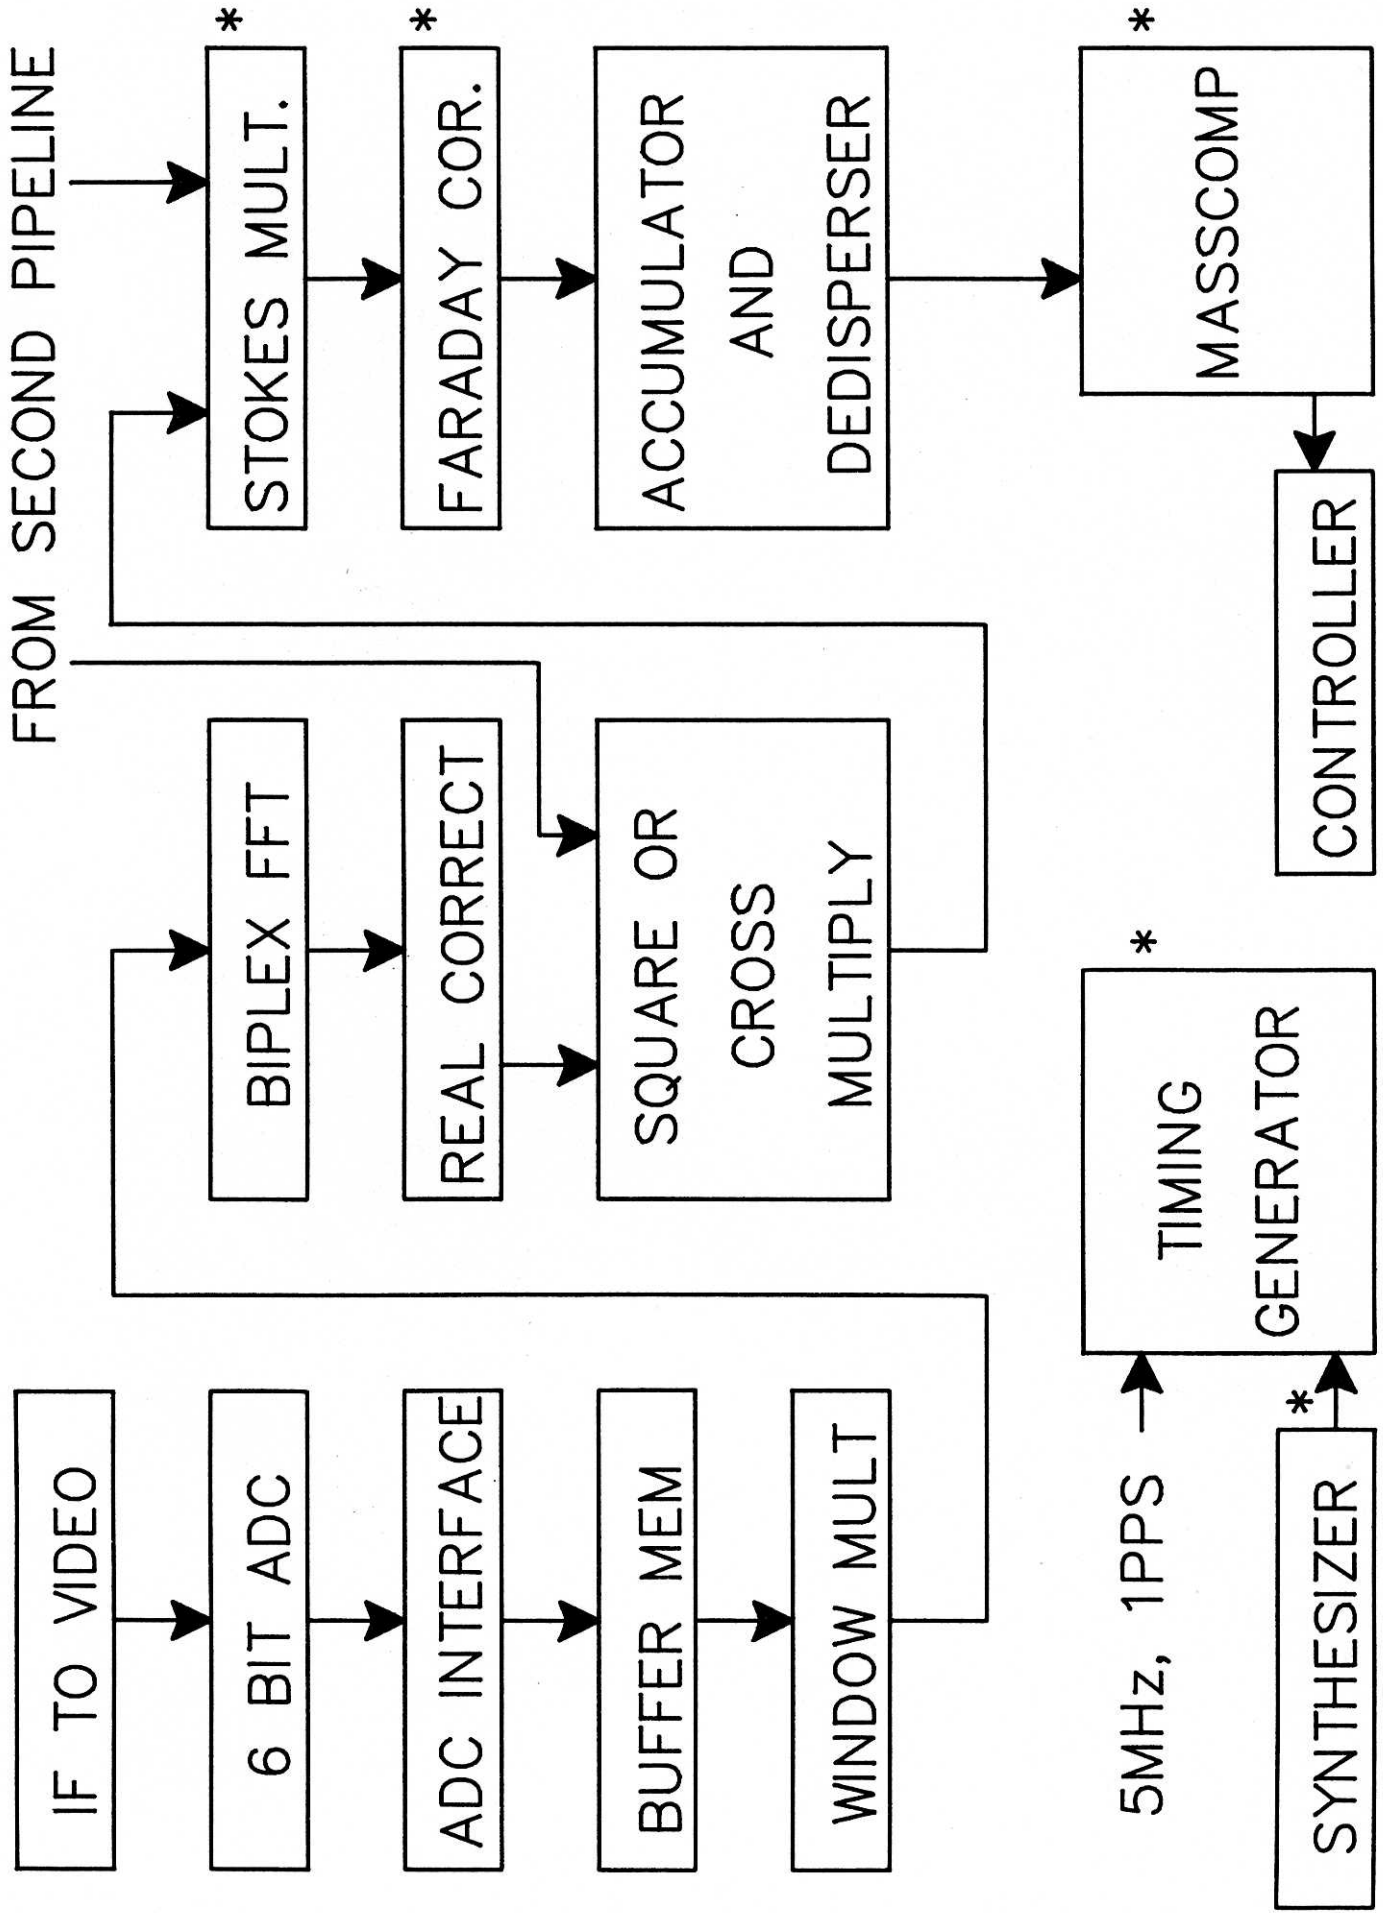 IF TO VIDEO
6 BIT ADC
ADC INTERFACE
BUFFER MEM
WINDOW MULT
BIPLEX FFT
REAL CORRECT
SQUARE OR
CROSS
MULTIPLY
FROM SECOND PIPELINE
STOKES MULT.
*
FARADAY COR.
*
ACCUMULATOR
AND
DEDISPERSER
5MHz, 1PPS
SYNTHESIZER
*
TIMING
GENERATOR
*
CONTROLLER
MASSCOMP
*